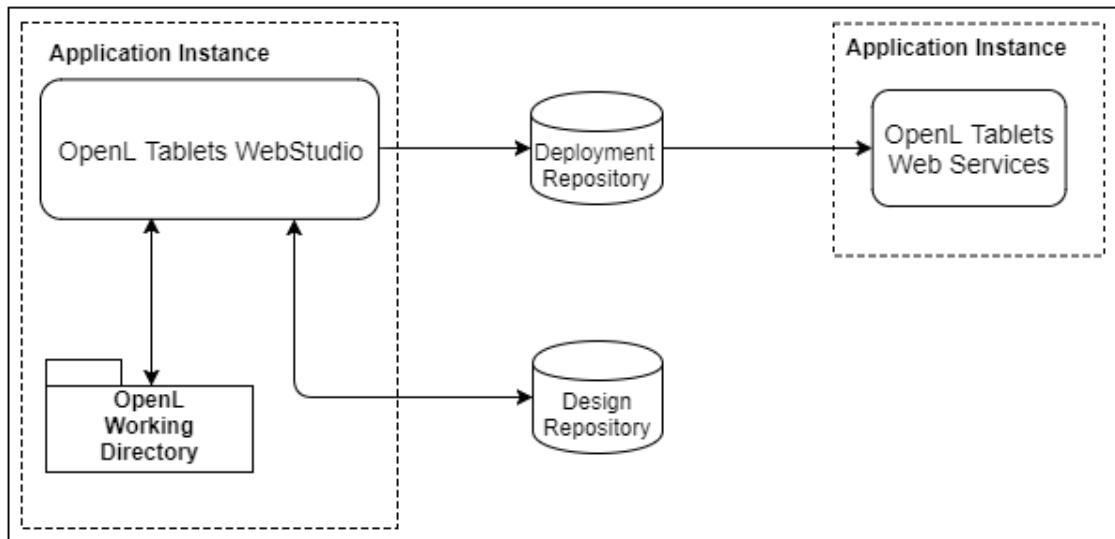 Application Instance
OpenL Tablets WebStudio
OpenL
Working
Directory
Deployment
Repository
Design
Repository
Application Instance
OpenL Tablets
Web Services